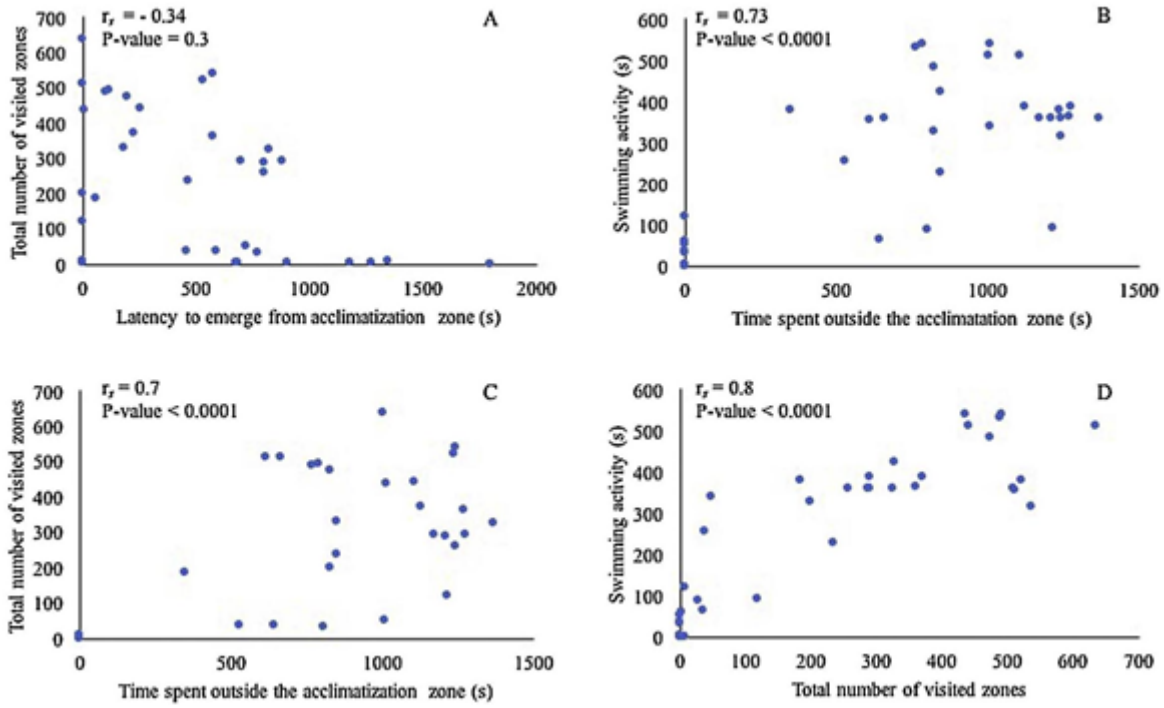 r_s = - 0.34
P-value = 0.3
A
Total number of visited zones
700
600
500
400
300
200
100
0
0 500 1000 1500 2000
Latency to emerge from acclimatization zone (s)
r_s = 0.73
P-value < 0.0001
B
Swimming activity (s)
600
500
400
300
200
100
0
0 500 1000 1500
Time spent outside the acclimatation zone (s)
r_s = 0.7
P-value < 0.0001
C
Total number of visited zones
700
600
500
400
300
200
100
0
0 500 1000 1500
Time spent outside the acclimatization zone (s)
r_s = 0.8
P-value < 0.0001
D
Swimming activity (s)
600
500
400
300
200
100
0
0 100 200 300 400 500 600 700
Total number of visited zones